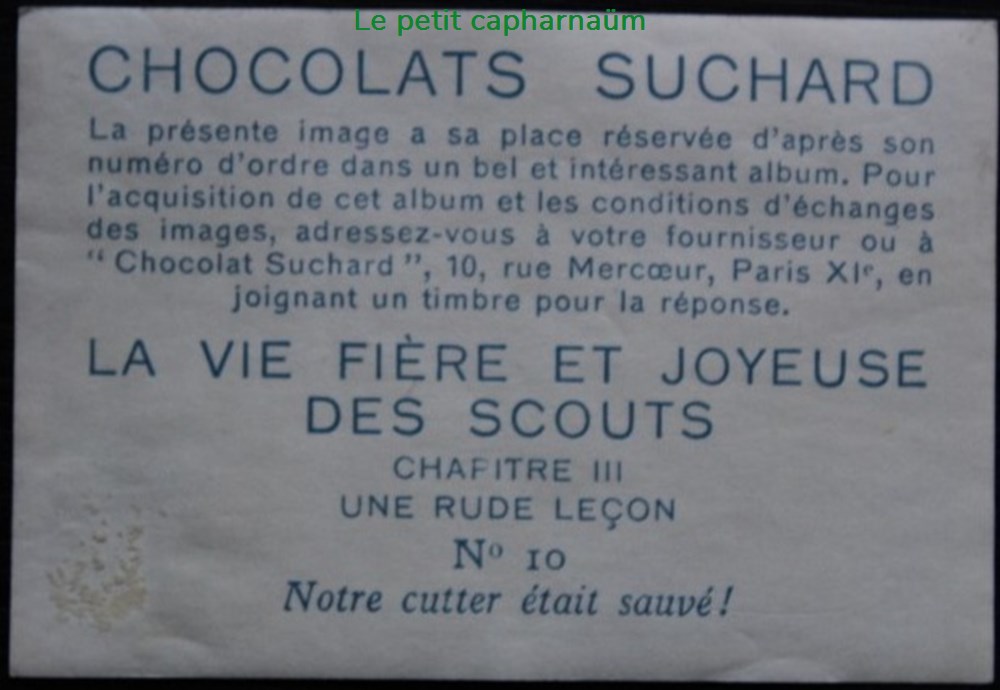 Le petit capharnaüm
CHOCOLATS SUCHARD
La présente image a sa place réservée d'après son
numéro d'ordre dans un bel et intéressant album. Pour
l'acquisition de cet album et les conditions d'échanges
des images, adressez-vous à votre fournisseur ou à
“ Chocolat Suchard ”, 10, rue Mercœur, Paris XIe, en
joignant un timbre pour la réponse.
LA VIE FIÈRE ET JOYEUSE
DES SCOUTS
CHAPITRE III
UNE RUDE LEÇON
No 10
Notre cutter était sauvé!